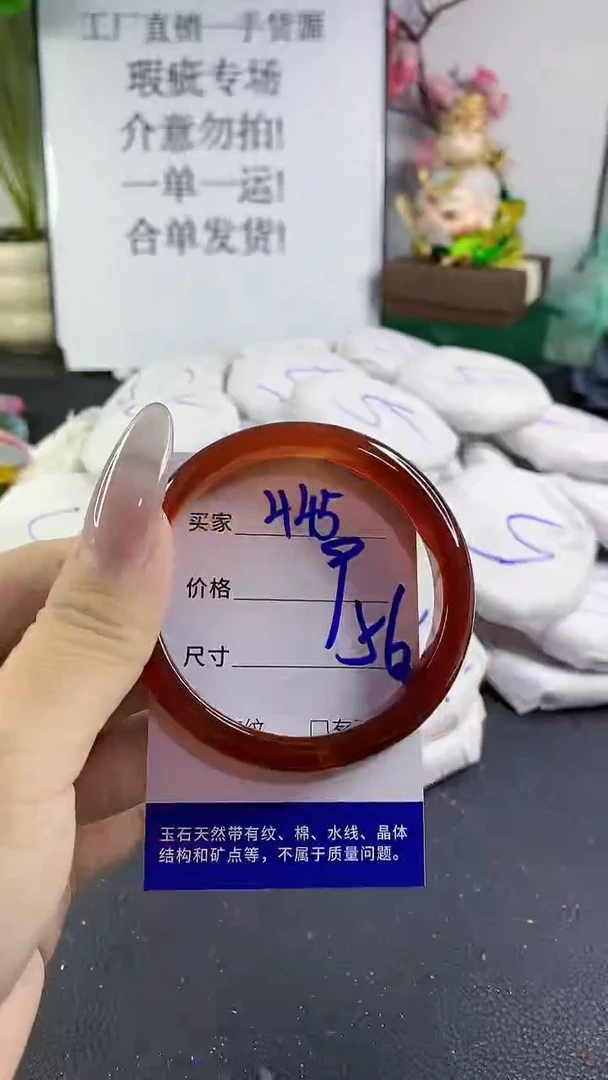 工厂直销一手货源
瑕疵专场
介意勿拍!
一单一运!
合单发货!
买家 445
价格
尺寸 56
纹
玉石天然带有纹、棉、水线、晶体
结构和矿点等，不属于质量问题。